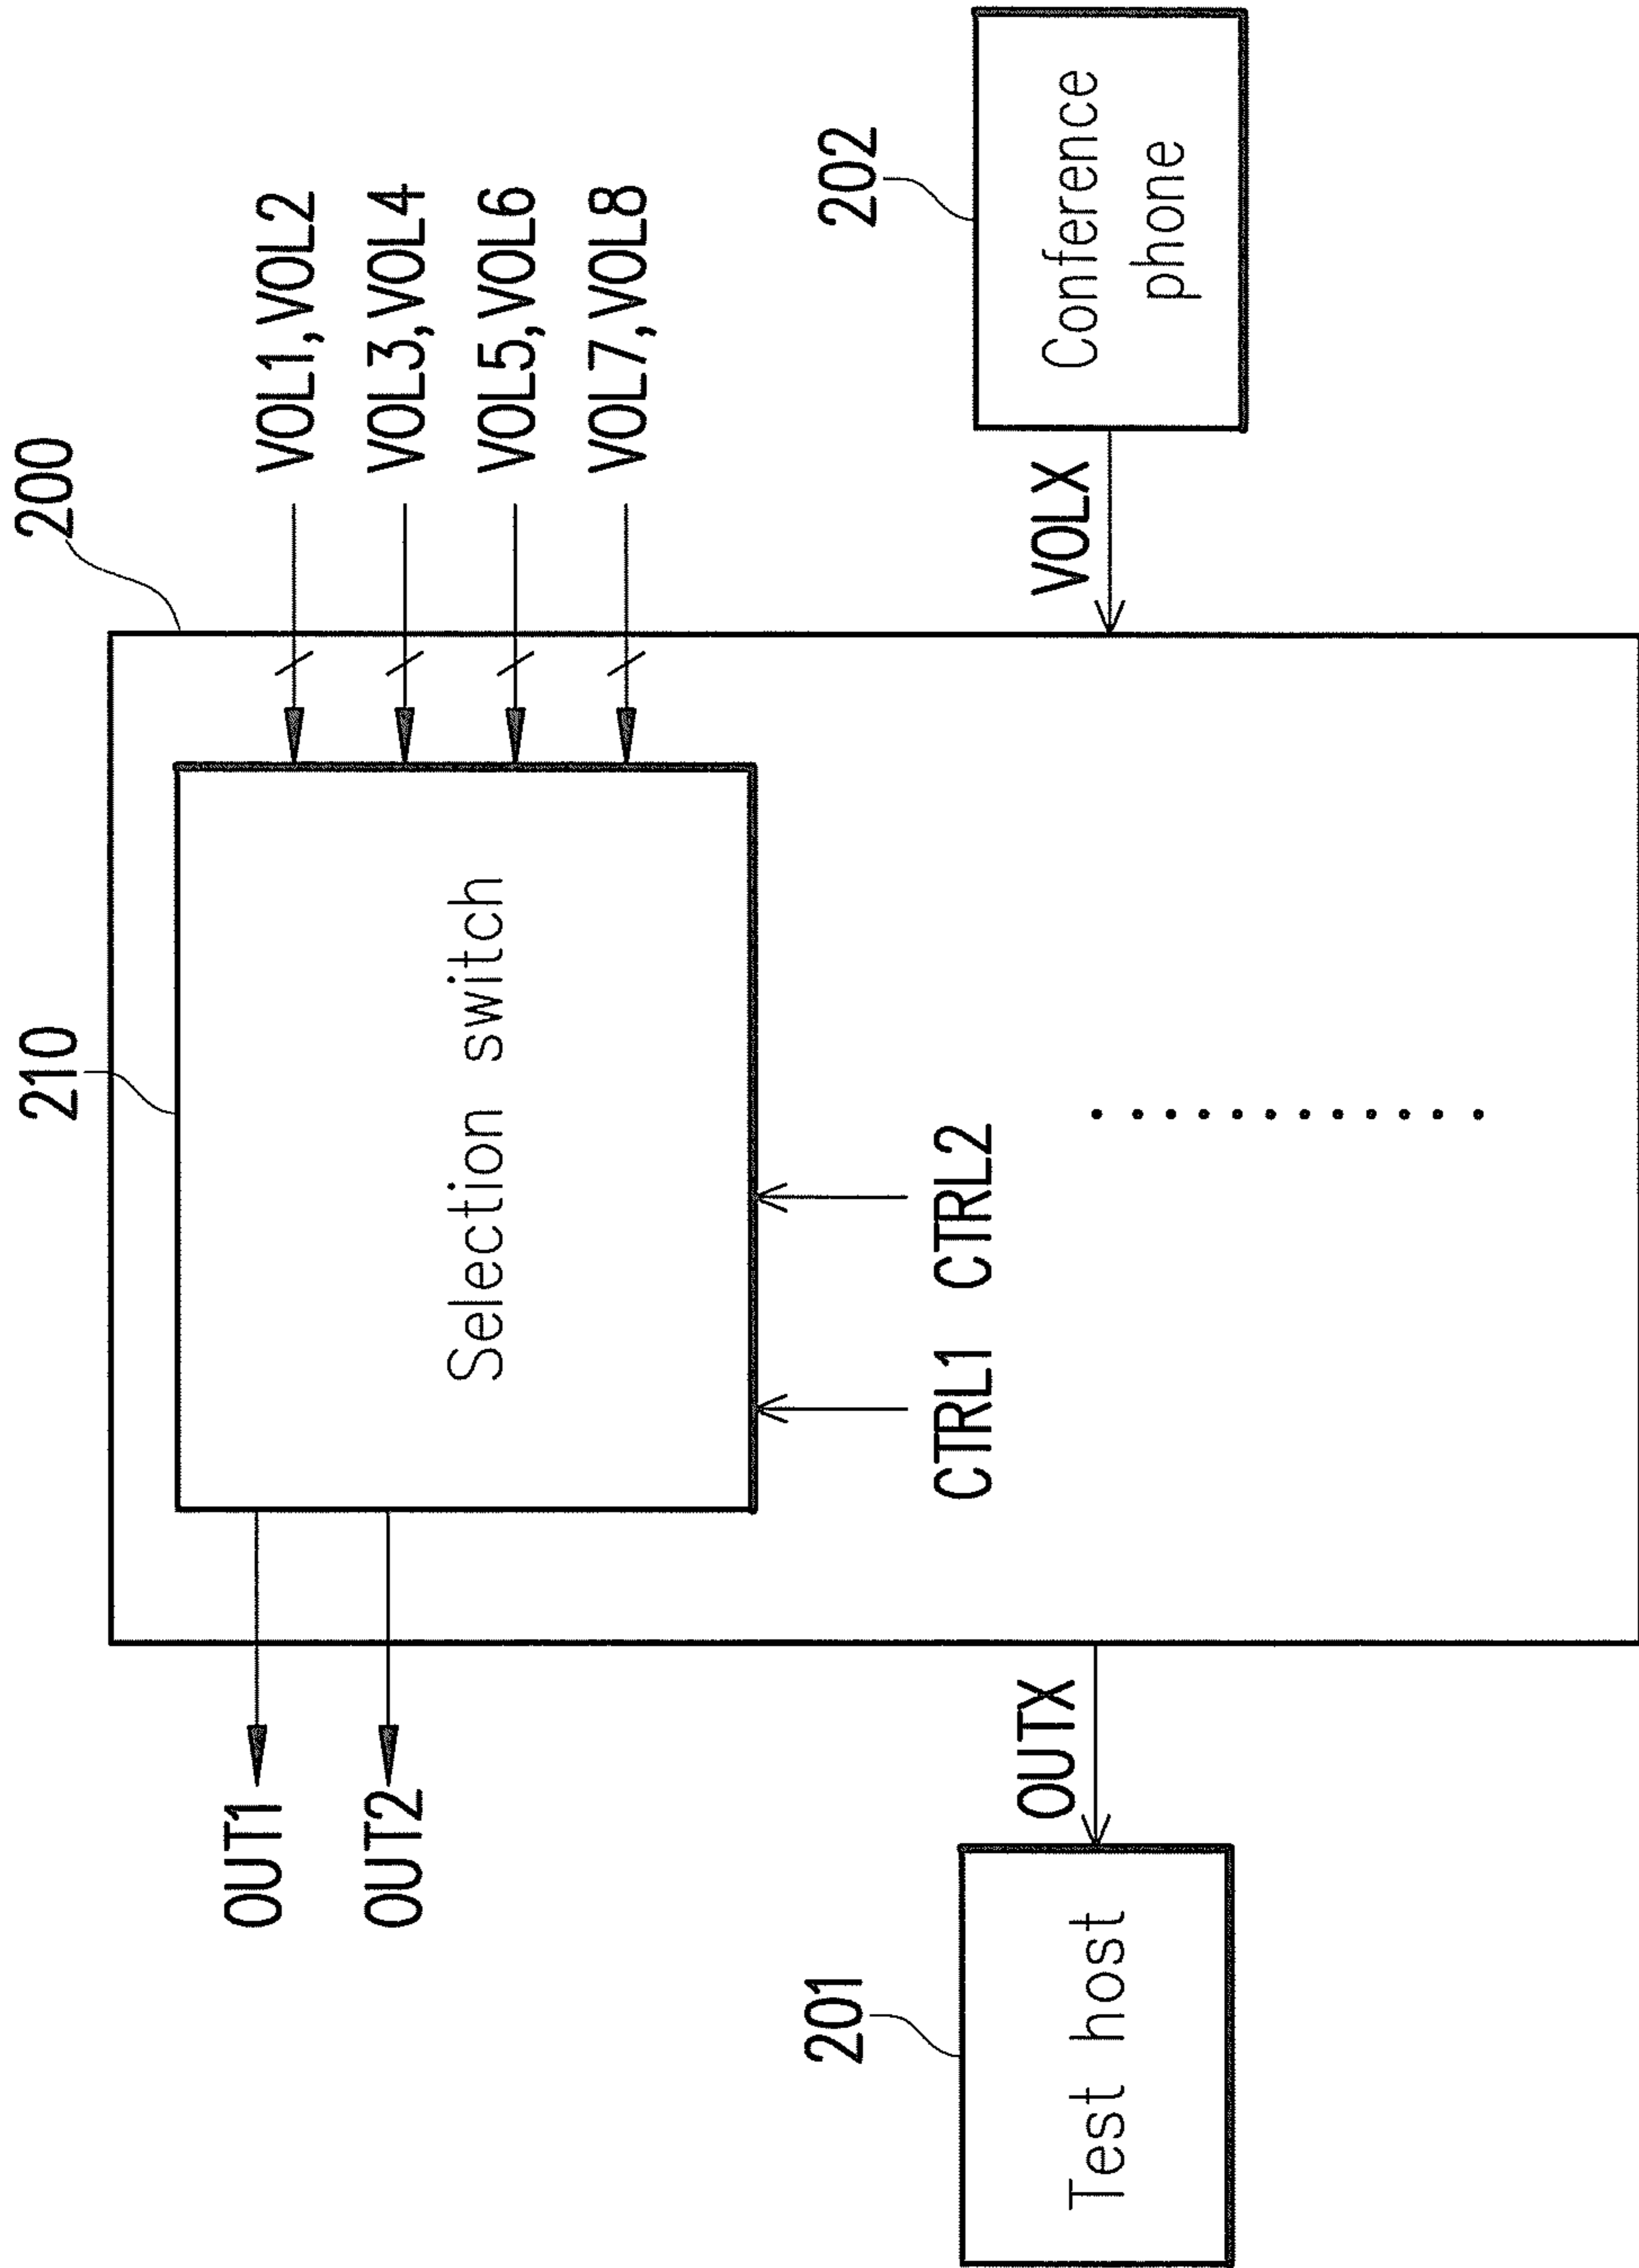 200
210
OUT1
OUT2
Selection switch
VOL1,VOL2
VOL3,VOL4
VOL5,VOL6
VOL7,VOL8
CTRL1
CTRL2
201
Test host
OUTX
VOLX
202
Conference
phone